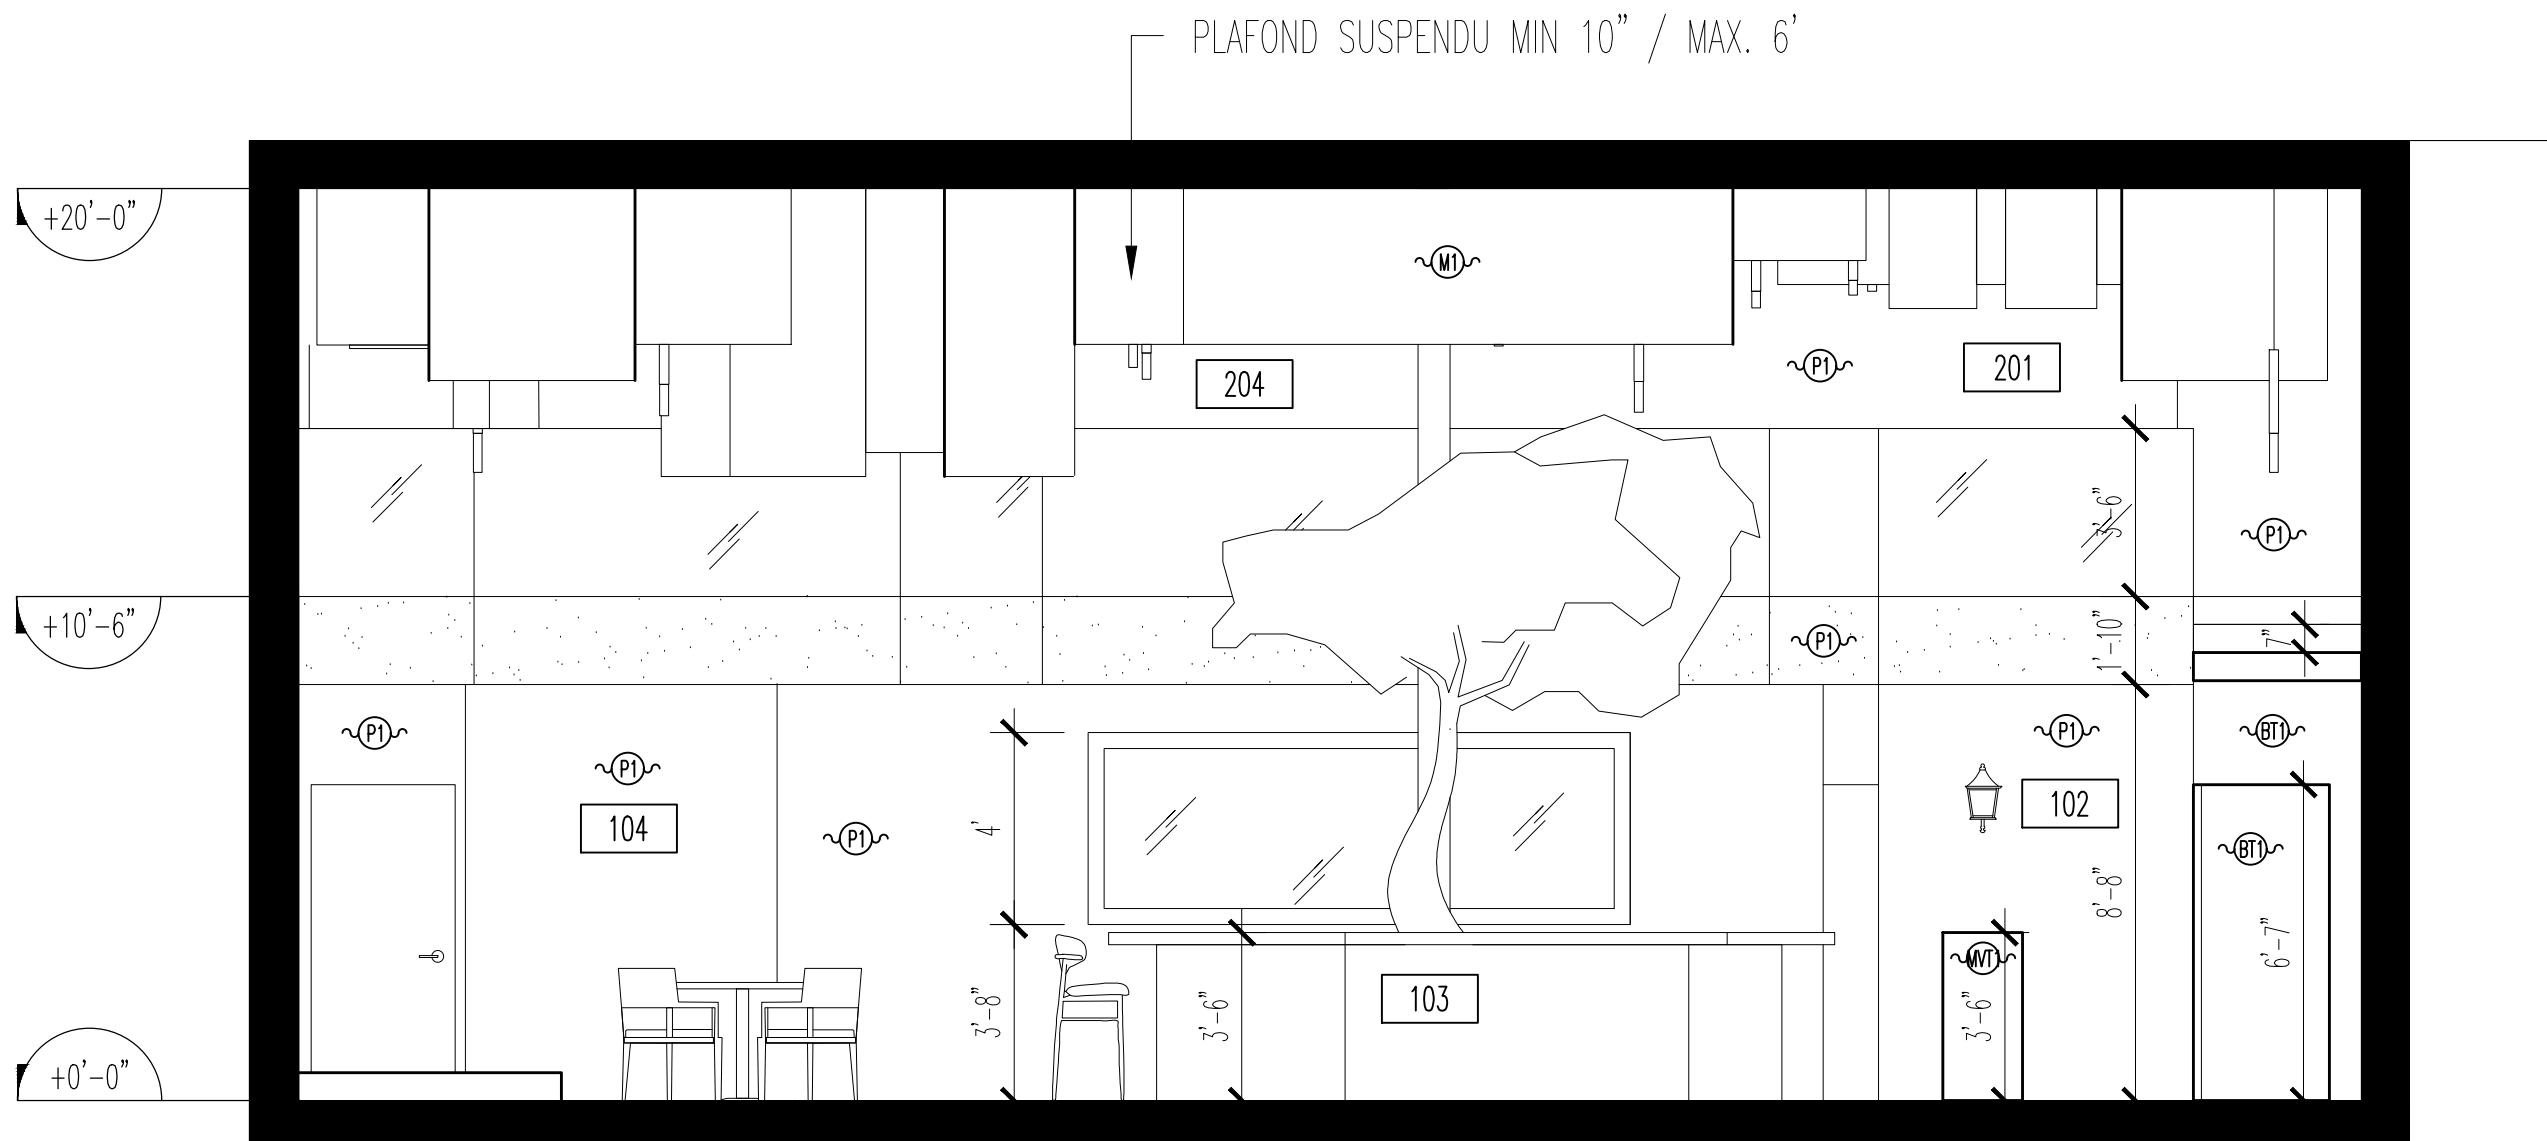 PLAFOND SUSPENDU MIN 10" / MAX. 6'
+20'-0"
M1
P1
201
204
3'-6"
P1
+10'-6"
P1
1'-10"
7"
P1
P1
P1
BT1
P1
104
102
4'
BT1
8'-8"
6'-7"
MVT1
103
3'-8"
3'-6"
3'-6"
+0'-0"